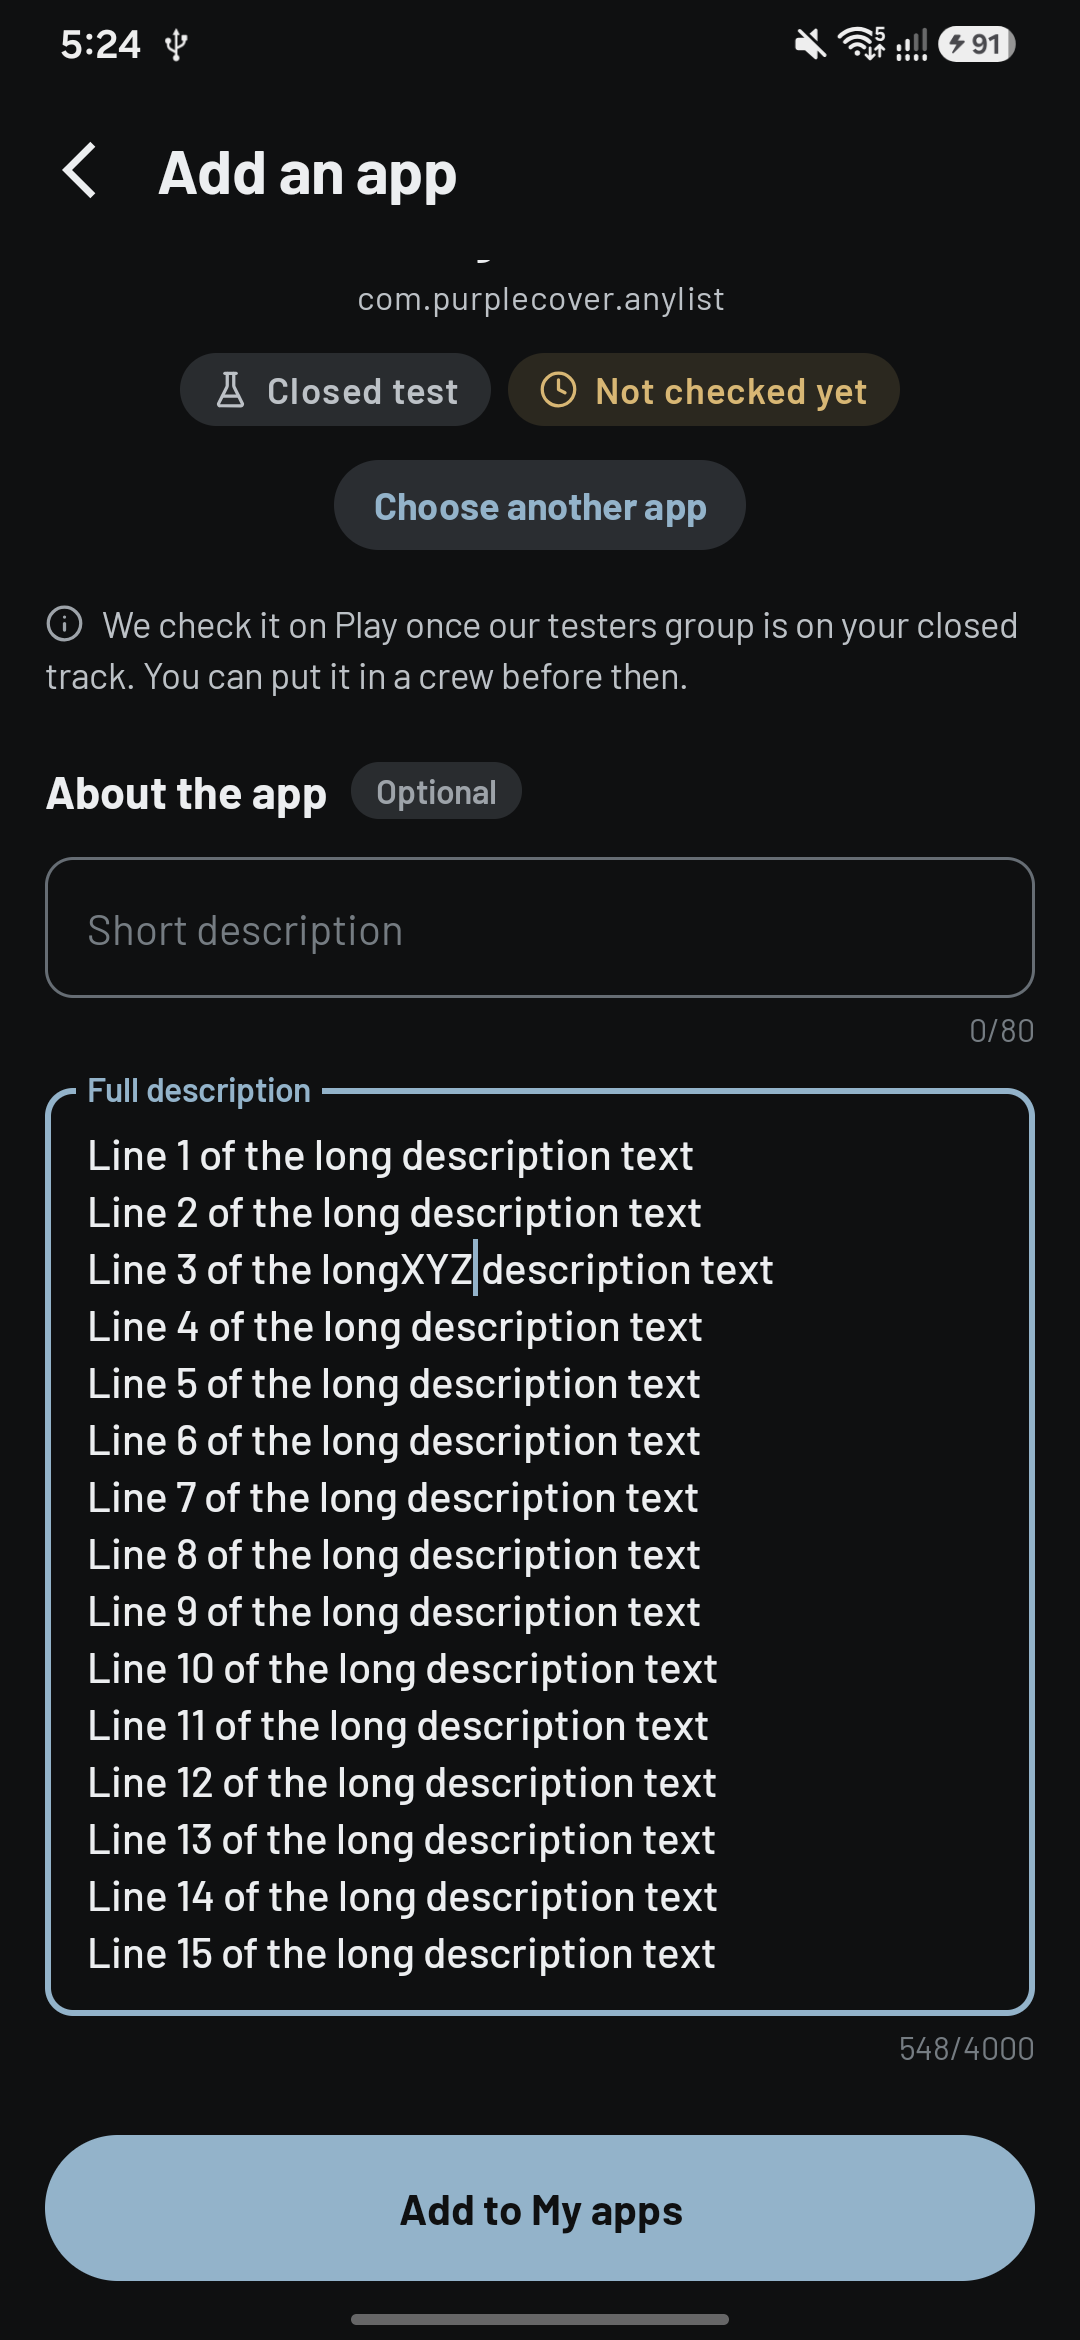 5:24
5
91
Add an app
com.purplecover.anylist
Closed test
Not checked yet
Choose another app
We check it on Play once our testers group is on your closed
track. You can put it in a crew before then.
About the app
Optional
Short description
0/80
Full description
Line 1 of the long description text
Line 2 of the long description text
Line 3 of the longXYZ description text
Line 4 of the long description text
Line 5 of the long description text
Line 6 of the long description text
Line 7 of the long description text
Line 8 of the long description text
Line 9 of the long description text
Line 10 of the long description text
Line 11 of the long description text
Line 12 of the long description text
Line 13 of the long description text
Line 14 of the long description text
Line 15 of the long description text
548/4000
Add to My apps